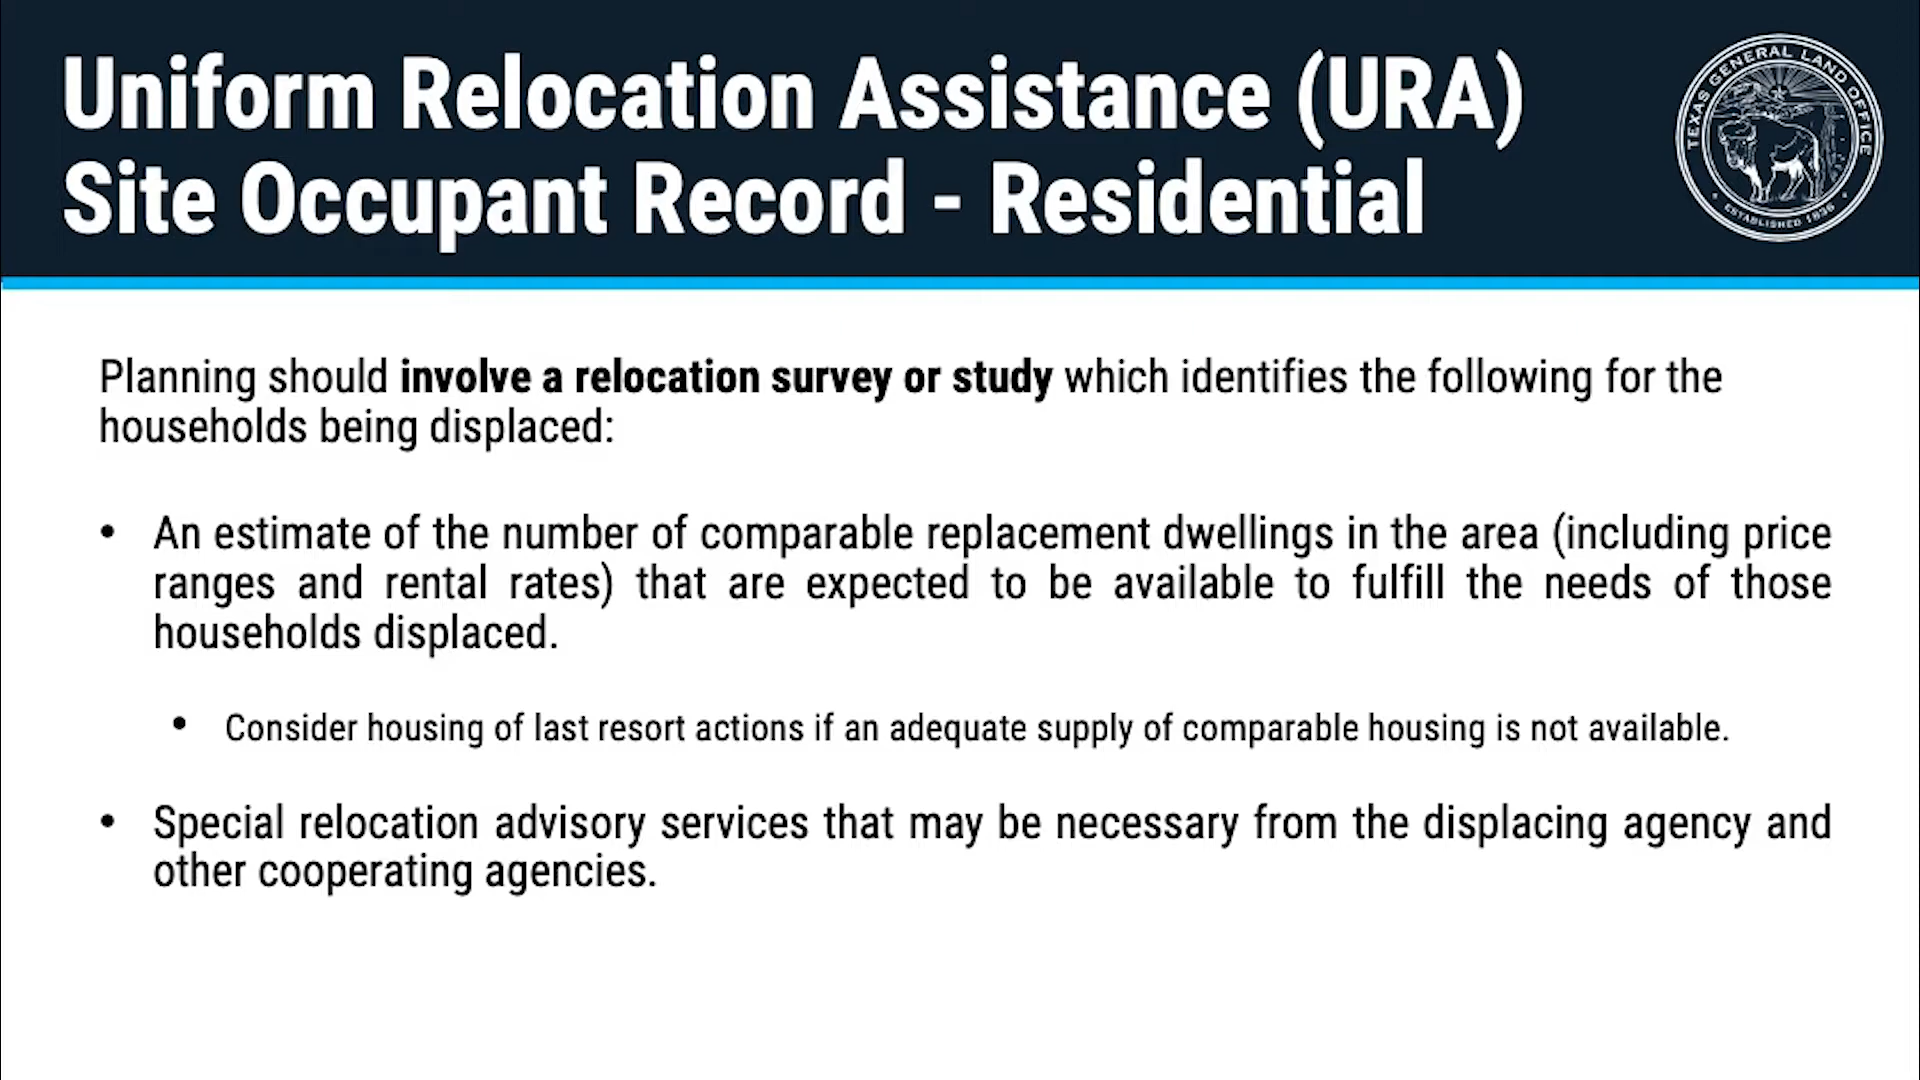 Uniform Relocation Assistance (URA)
Site Occupant Record - Residential
TEXAS GENERAL LAND OFFICE
ESTABLISHED 1836
Planning should involve a relocation survey or study which identifies the following for the
households being displaced:
• An estimate of the number of comparable replacement dwellings in the area (including price
ranges and rental rates) that are expected to be available to fulfill the needs of those
households displaced.
• Consider housing of last resort actions if an adequate supply of comparable housing is not available.
• Special relocation advisory services that may be necessary from the displacing agency and
other cooperating agencies.